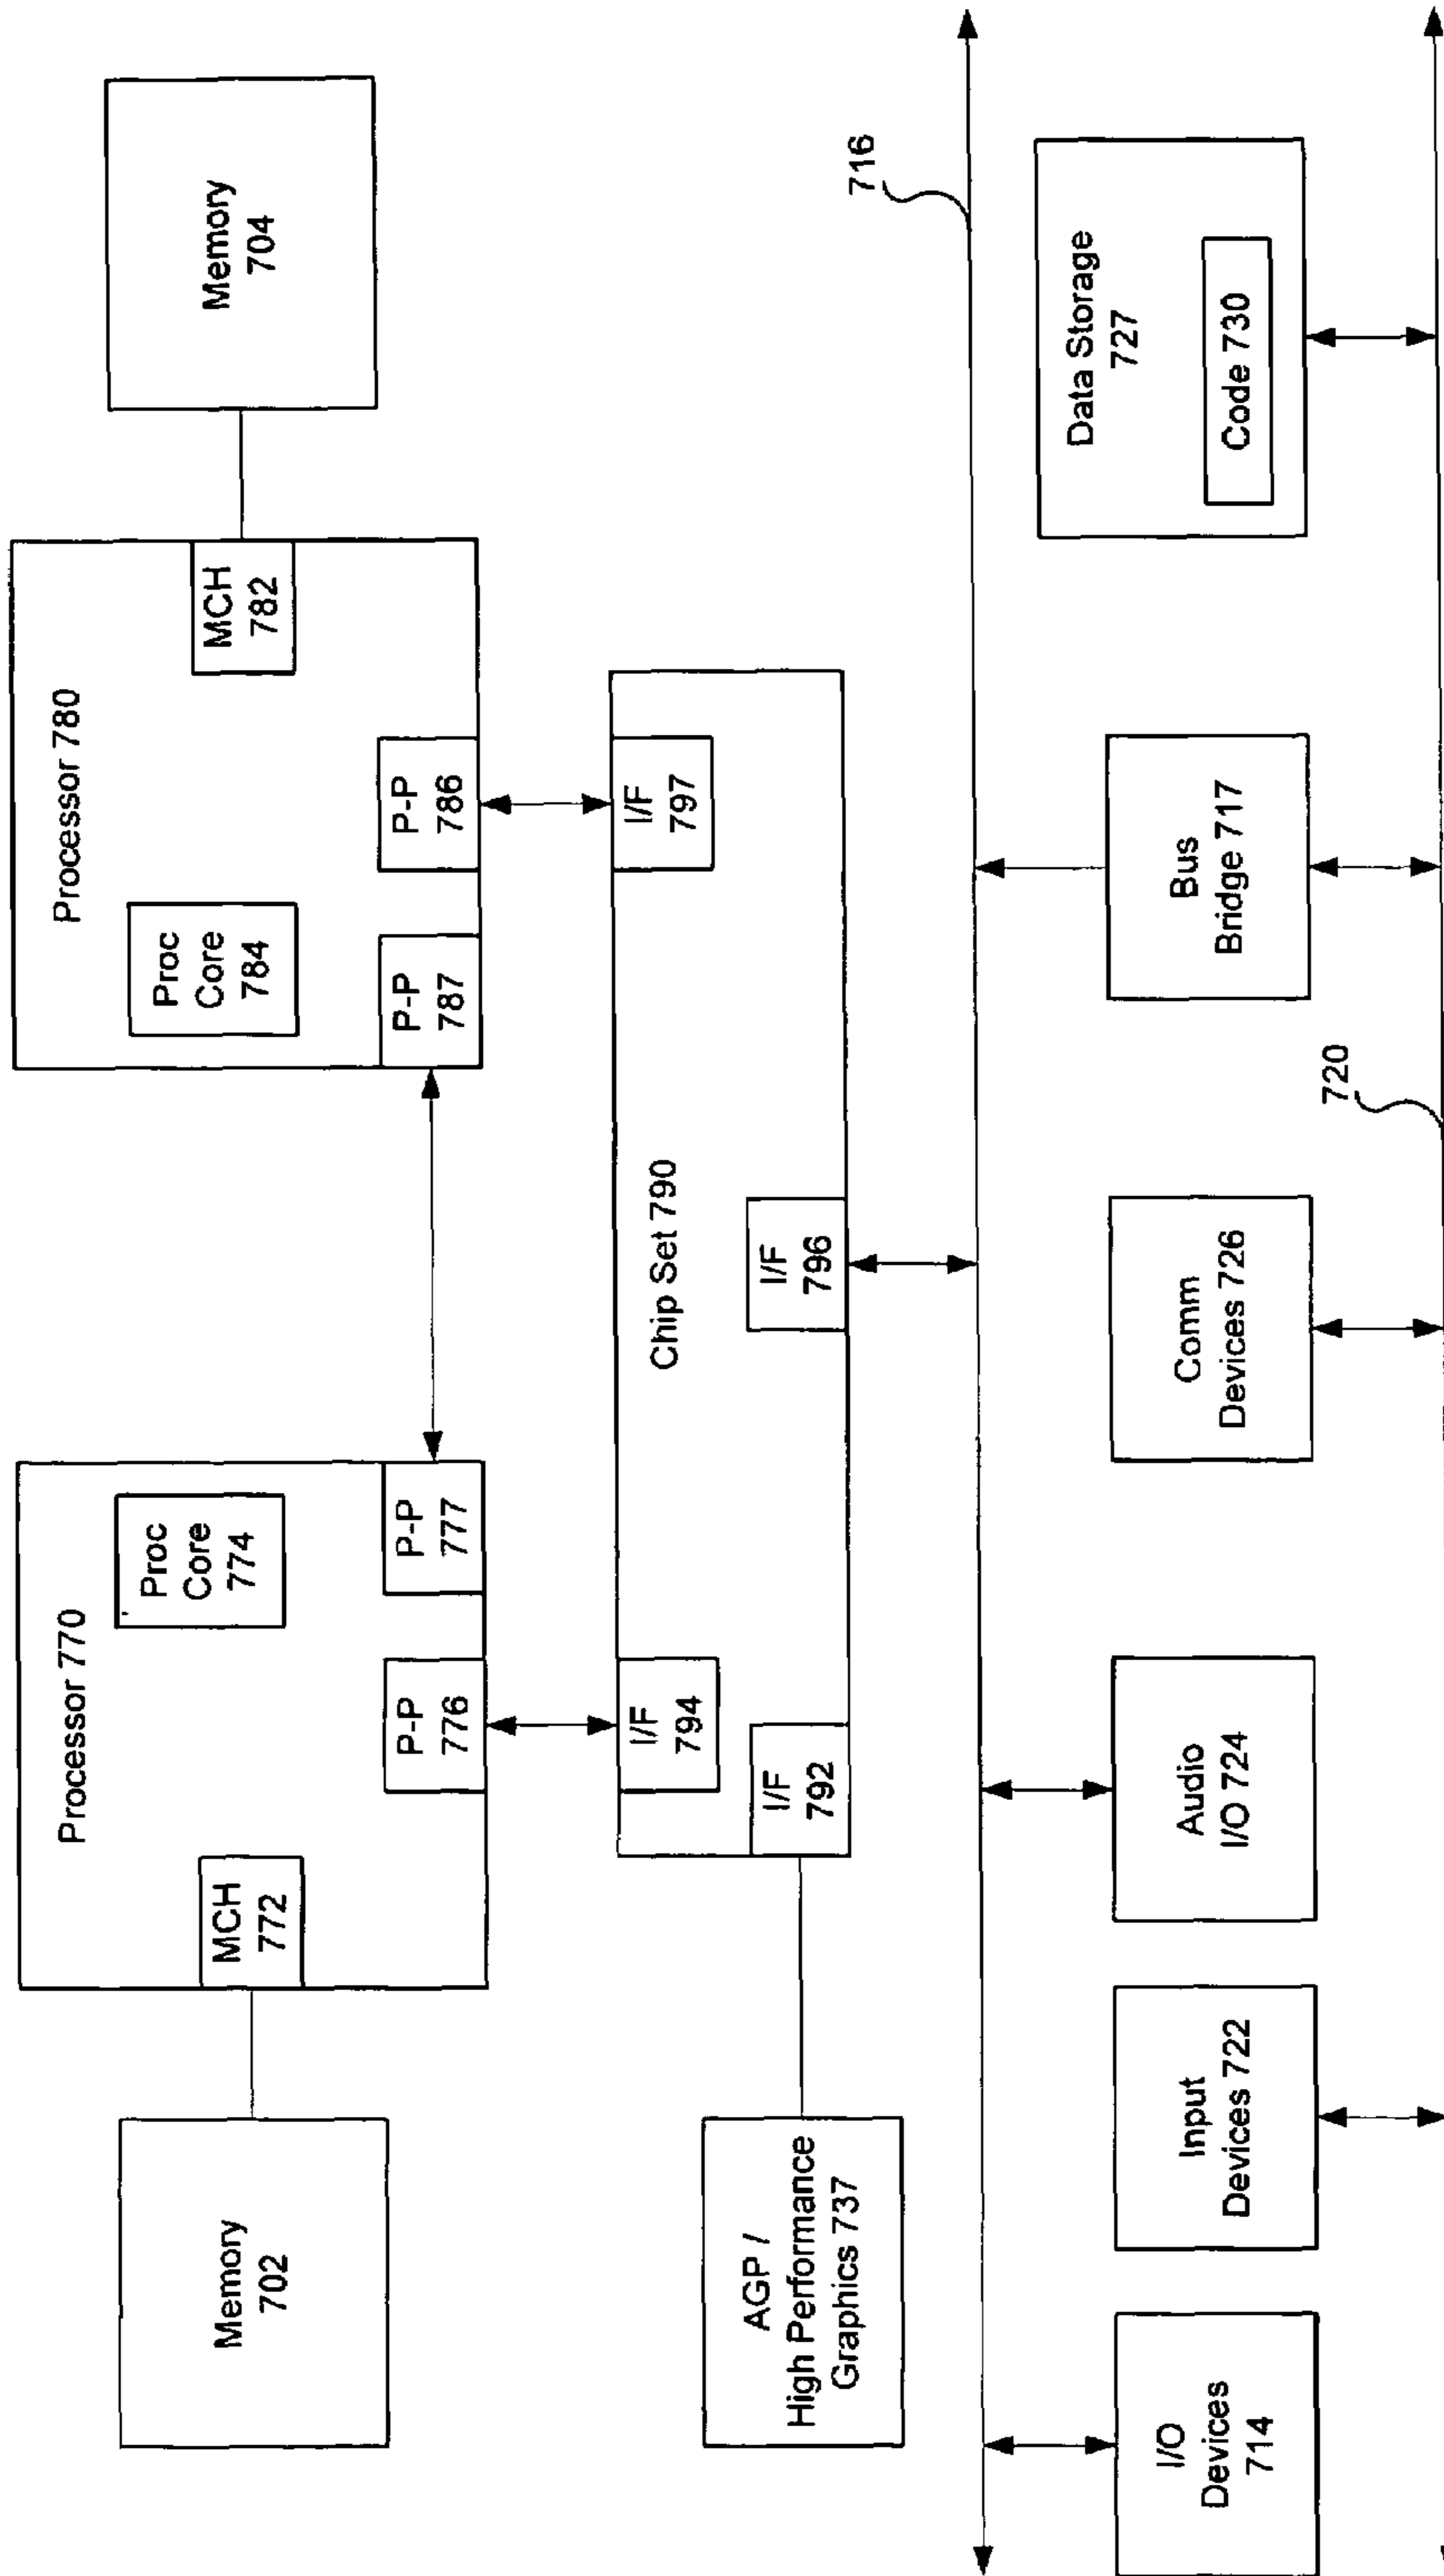 Memory
702
Processor 770
MCH
772
Proc
Core
774
P-P
776
P-P
777
Processor 780
Proc
Core
784
MCH
782
P-P
787
P-P
786
Memory
704
AGP /
High Performance
Graphics 737
Chip Set 790
I/F
794
I/F
792
I/F
796
I/F
797
716
I/O
Devices
714
Input
Devices 722
Audio
I/O 724
Comm
Devices 726
Bus
Bridge 717
Data Storage
727
Code 730
720